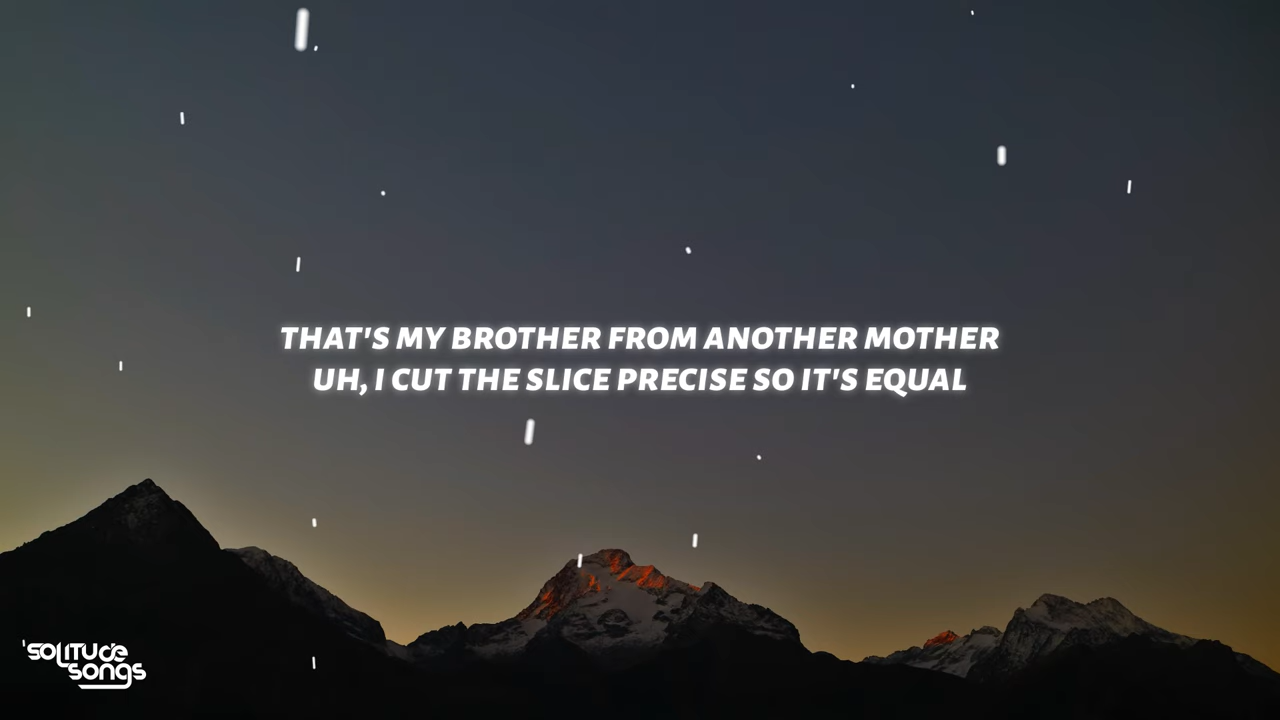 THAT'S MY BROTHER FROM ANOTHER MOTHER
UH, I CUT THE SLICE PRECISE SO IT'S EQUAL
SOLITUDE
SONGS